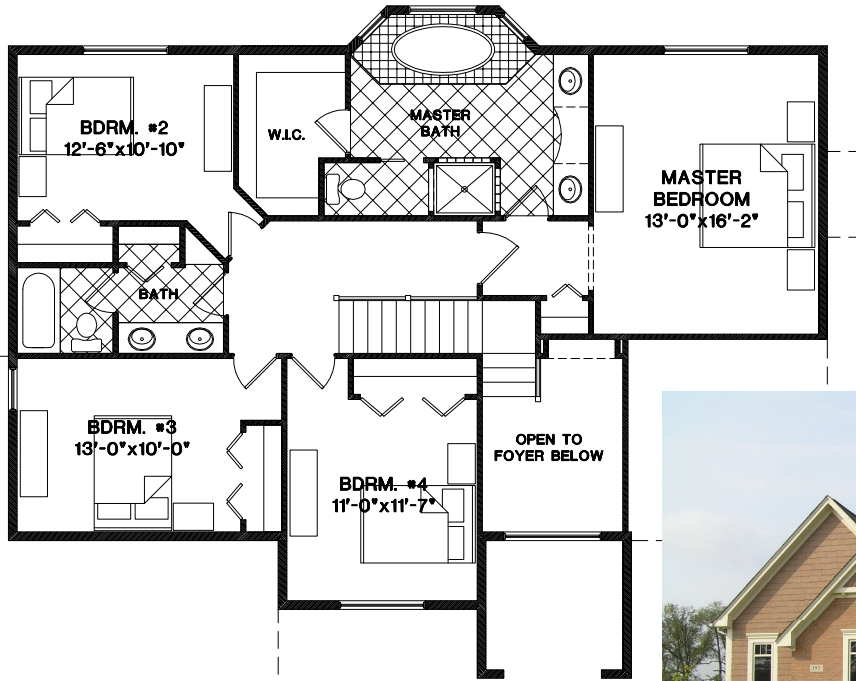 BDRM. #2
12'-6"x10'-10"
W.I.C.
MASTER
BATH
MASTER
BEDROOM
13'-0"x16'-2"
BATH
BDRM. #3
13'-0"x10'-0"
BDRM. #4
11'-0"x11'-7"
OPEN TO
FOYER BELOW